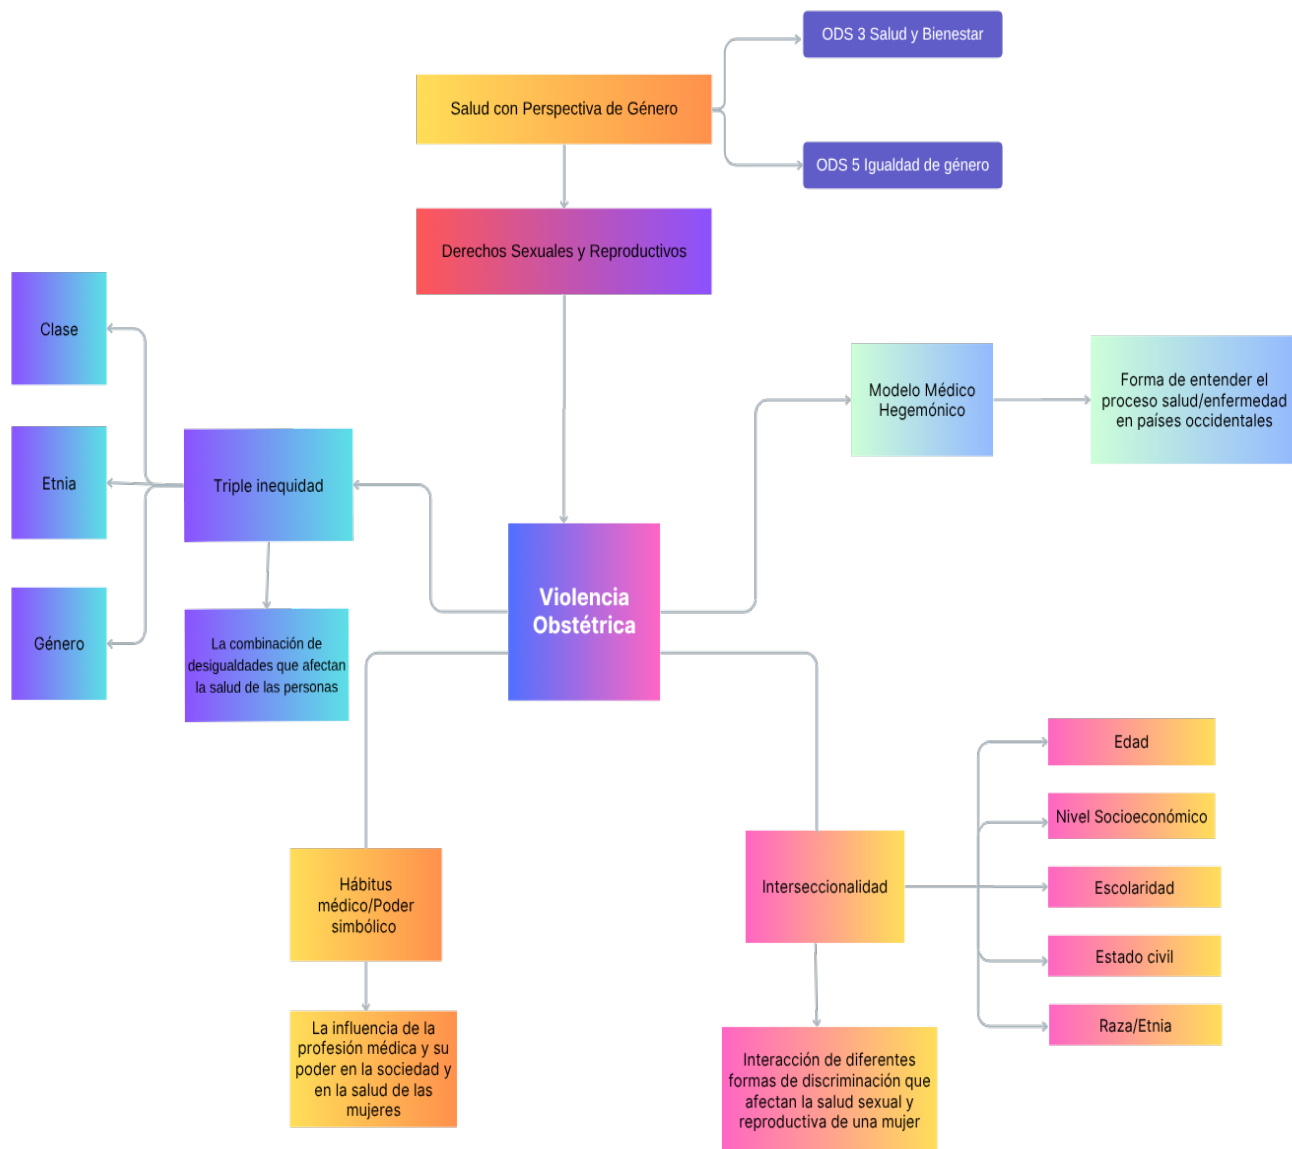 ODS 3 Salud y Bienestar
Salud con Perspectiva de Género
ODS 5 Igualdad de género
Derechos Sexuales y Reproductivos
Clase
Etnia
Género
Triple inequidad
La combinación de
desigualdades que afectan
la salud de las personas
Modelo Médico
Hegemónico
Forma de entender el
proceso salud/enfermedad
en países occidentales
Violencia
Obstétrica
Hábitus
médico/Poder
simbólico
La influencia de la
profesión médica y su
poder en la sociedad y
en la salud de las
mujeres
Interseccionalidad
Interacción de diferentes
formas de discriminación que
afectan la salud sexual y
reproductiva de una mujer
Edad
Nivel Socioeconómico
Escolaridad
Estado civil
Raza/Etnia